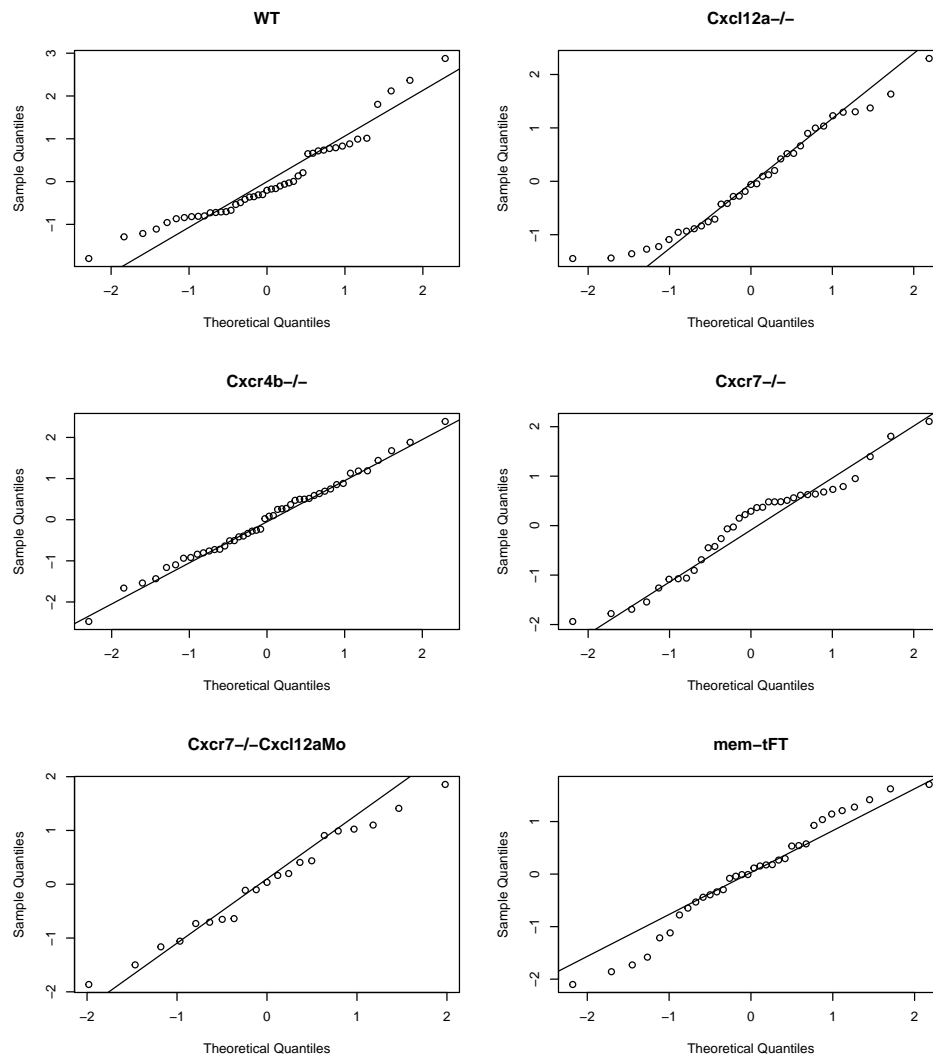 WT
Sample Quantiles
3
2
1
0
−1
−2 −1 0 1 2
Theoretical Quantiles
Cxcl12a−/−
Sample Quantiles
2
1
0
−1
−2 −1 0 1 2
Theoretical Quantiles
Cxcr4b−/−
Sample Quantiles
2
1
0
−1
−2
−2 −1 0 1 2
Theoretical Quantiles
Cxcr7−/−
Sample Quantiles
2
1
0
−1
−2
−2 −1 0 1 2
Theoretical Quantiles
Cxcr7−/−Cxcl12aMo
Sample Quantiles
2
1
0
−1
−2
−2 −1 0 1 2
Theoretical Quantiles
mem−tFT
Sample Quantiles
1
0
−1
−2
−2 −1 0 1 2
Theoretical Quantiles